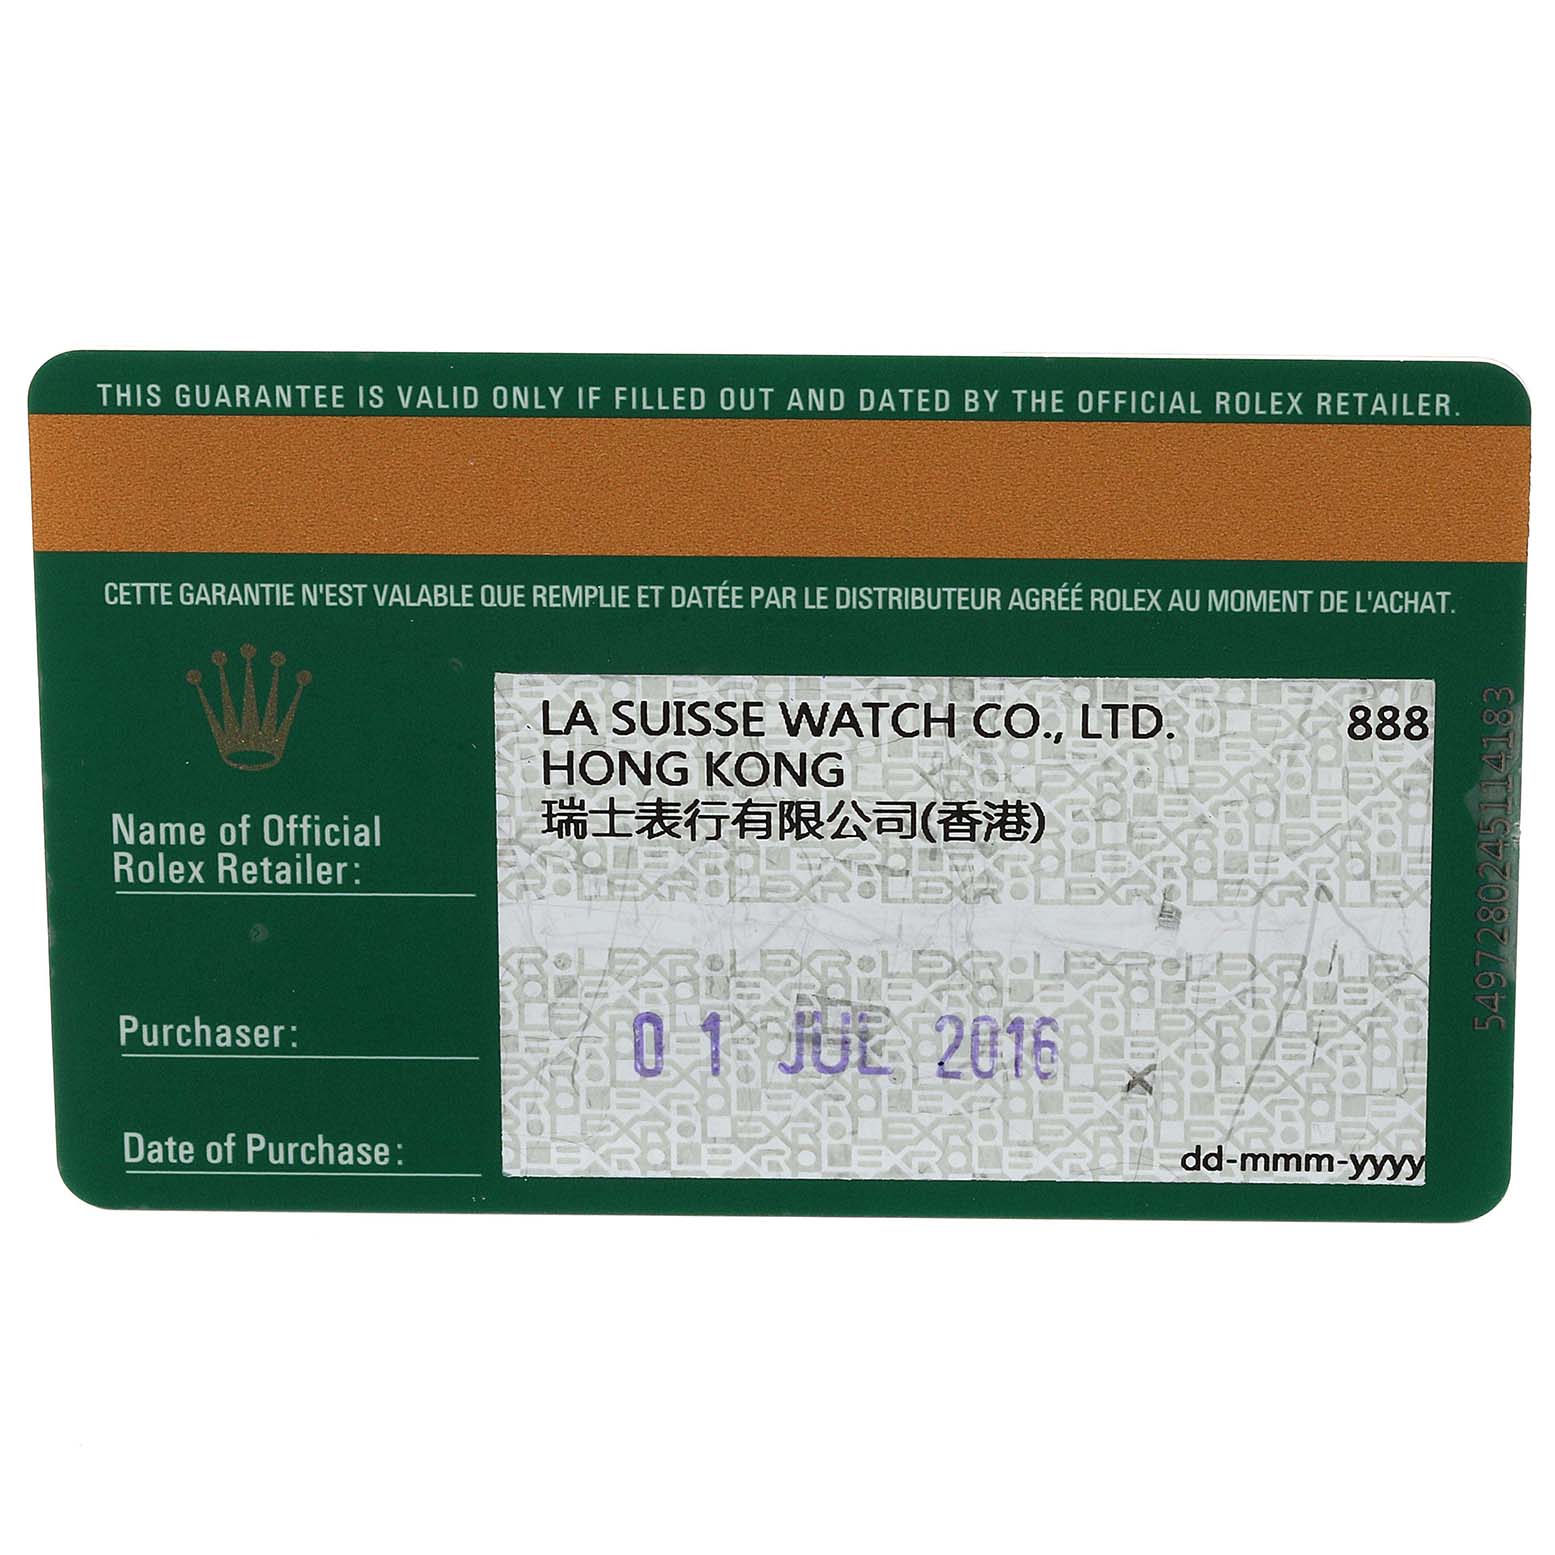 THIS GUARANTEE IS VALID ONLY IF FILLED OUT AND DATED BY THE OFFICIAL ROLEX RETAILER.
CETTE GARANTIE N'EST VALABLE QUE REMPLIE ET DATÉE PAR LE DISTRIBUTEUR AGRÉÉ ROLEX AU MOMENT DE L'ACHAT.
LA SUISSE WATCH CO., LTD. 888
HONG KONG
瑞士表行有限公司(香港)
Name of Official
Rolex Retailer:
Purchaser:
01 JUL 2016
x
Date of Purchase:
dd-mmm-yyyy
5497280245114183